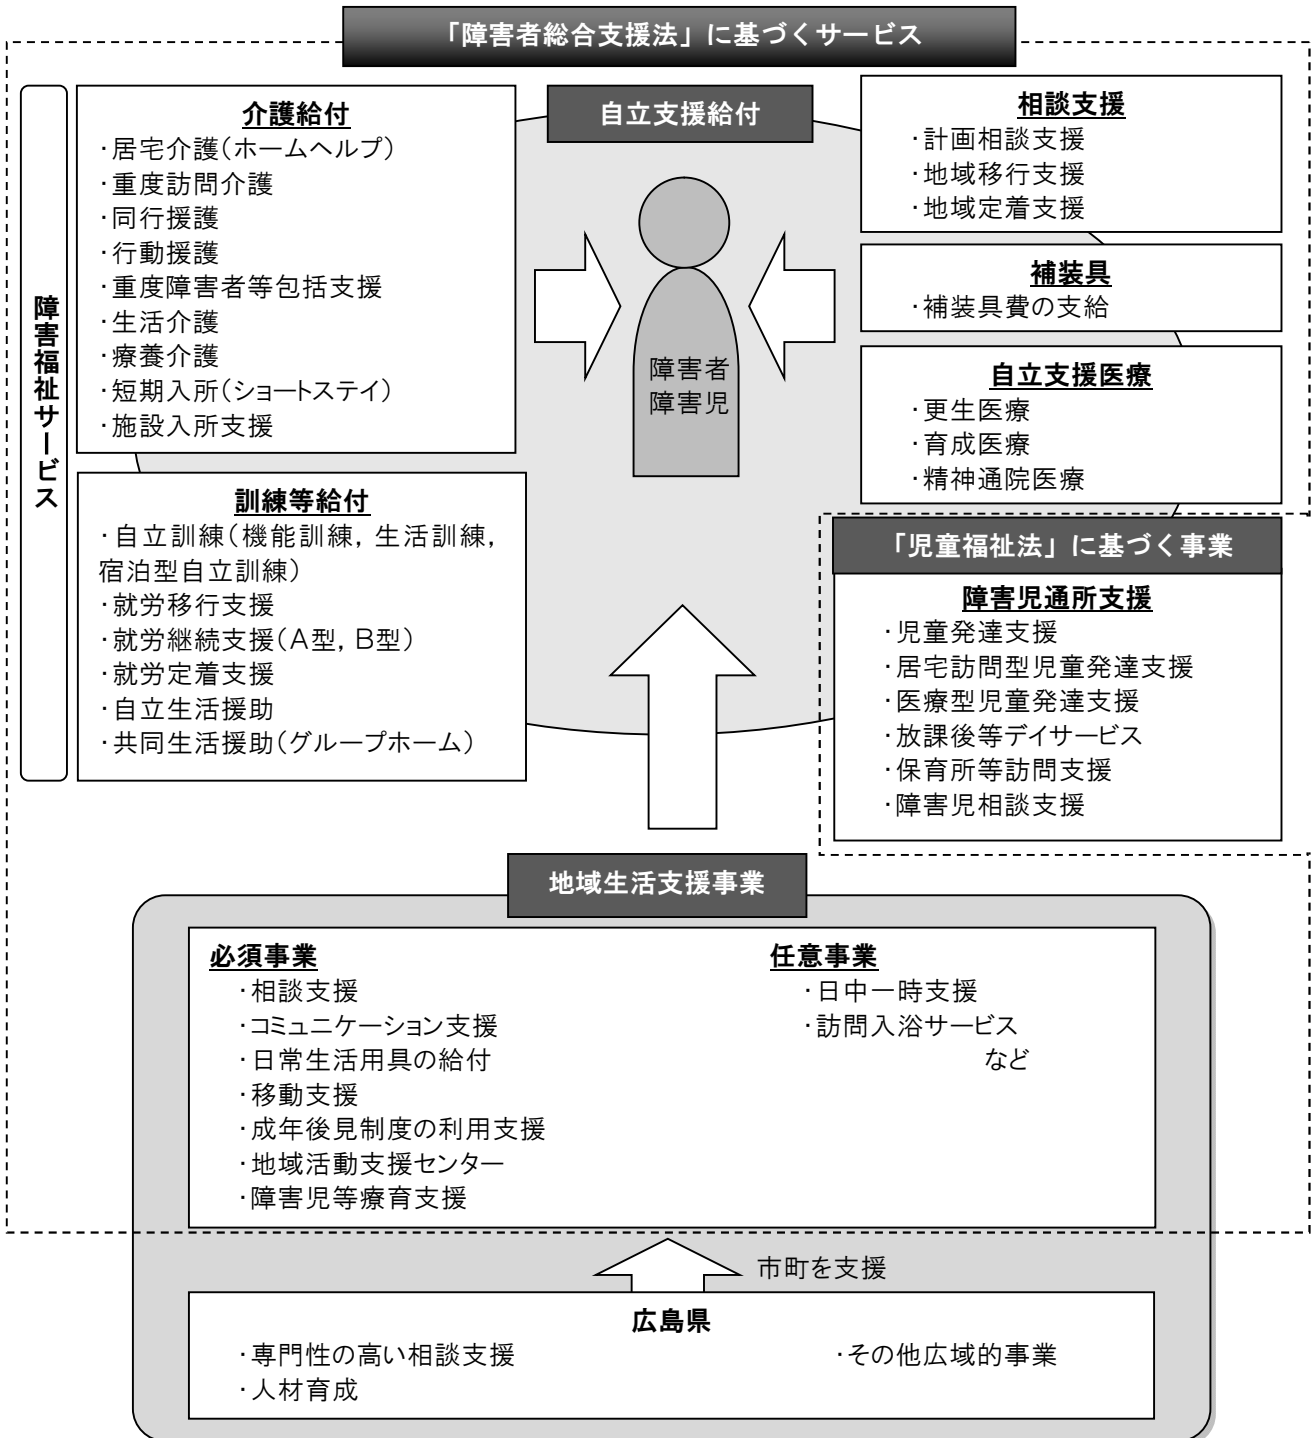 「障害者総合支援法」に基づくサービス
障害福祉サービス
介護給付
・居宅介護（ホームヘルプ）
・重度訪問介護
・同行援護
・行動援護
・重度障害者等包括支援
・生活介護
・療養介護
・短期入所（ショートステイ）
・施設入所支援
訓練等給付
・自立訓練（機能訓練，生活訓練，
宿泊型自立訓練）
・就労移行支援
・就労継続支援（Ａ型，Ｂ型）
・就労定着支援
・自立生活援助
・共同生活援助（グループホーム）
自立支援給付
障害者
障害児
相談支援
・計画相談支援
・地域移行支援
・地域定着支援
補装具
・補装具費の支給
自立支援医療
・更生医療
・育成医療
・精神通院医療
「児童福祉法」に基づく事業
障害児通所支援
・児童発達支援
・居宅訪問型児童発達支援
・医療型児童発達支援
・放課後等デイサービス
・保育所等訪問支援
・障害児相談支援
地域生活支援事業
必須事業
・相談支援
・コミュニケーション支援
・日常生活用具の給付
・移動支援
・成年後見制度の利用支援
・地域活動支援センター
・障害児等療育支援
任意事業
・日中一時支援
・訪問入浴サービス
など
市町を支援
広島県
・専門性の高い相談支援
・人材育成
・その他広域的事業